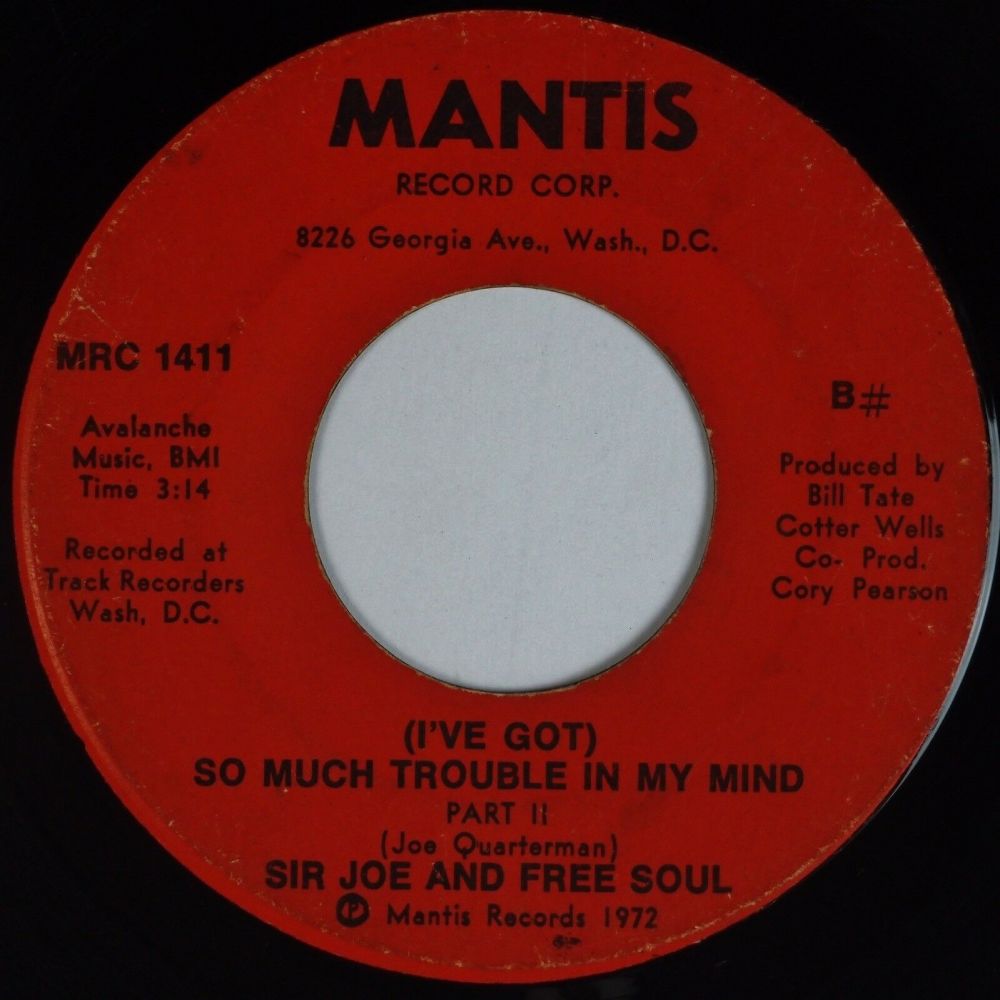 MANTIS
RECORD CORP.
8226 Georgia Ave., Wash., D.C.
MRC 1411
Avalanche
Music, BMI
Time 3:14
Recorded at
Track Recorders
Wash, D.C.
B#
Produced by
Bill Tate
Cotter Wells
Co- Prod.
Cory Pearson
(I'VE GOT)
SO MUCH TROUBLE IN MY MIND
PART II
(Joe Quarterman)
SIR JOE AND FREE SOUL
℗ Mantis Records 1972